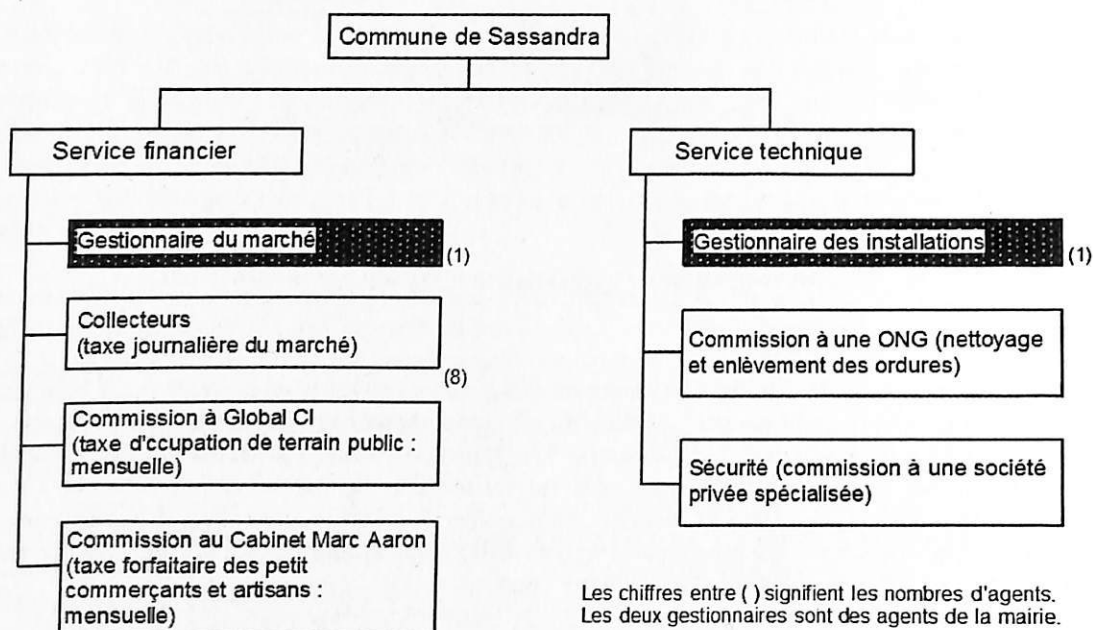 Commune de Sassandra
Service financier
Gestionnaire du marché
(1)
Collecteurs
(taxe journalière du marché)
(8)
Commission à Global CI
(taxe d'ccupation de terrain public :
mensuelle)
Commission au Cabinet Marc Aaron
(taxe forfaitaire des petit
commerçants et artisans :
mensuelle)
Service technique
Gestionnaire des installations
(1)
Commission à une ONG (nettoyage
et enlèvement des ordures)
Sécurité (commission à une société
privée spécialisée)
Les chiffres entre ( ) signifient les nombres d'agents.
Les deux gestionnaires sont des agents de la mairie.